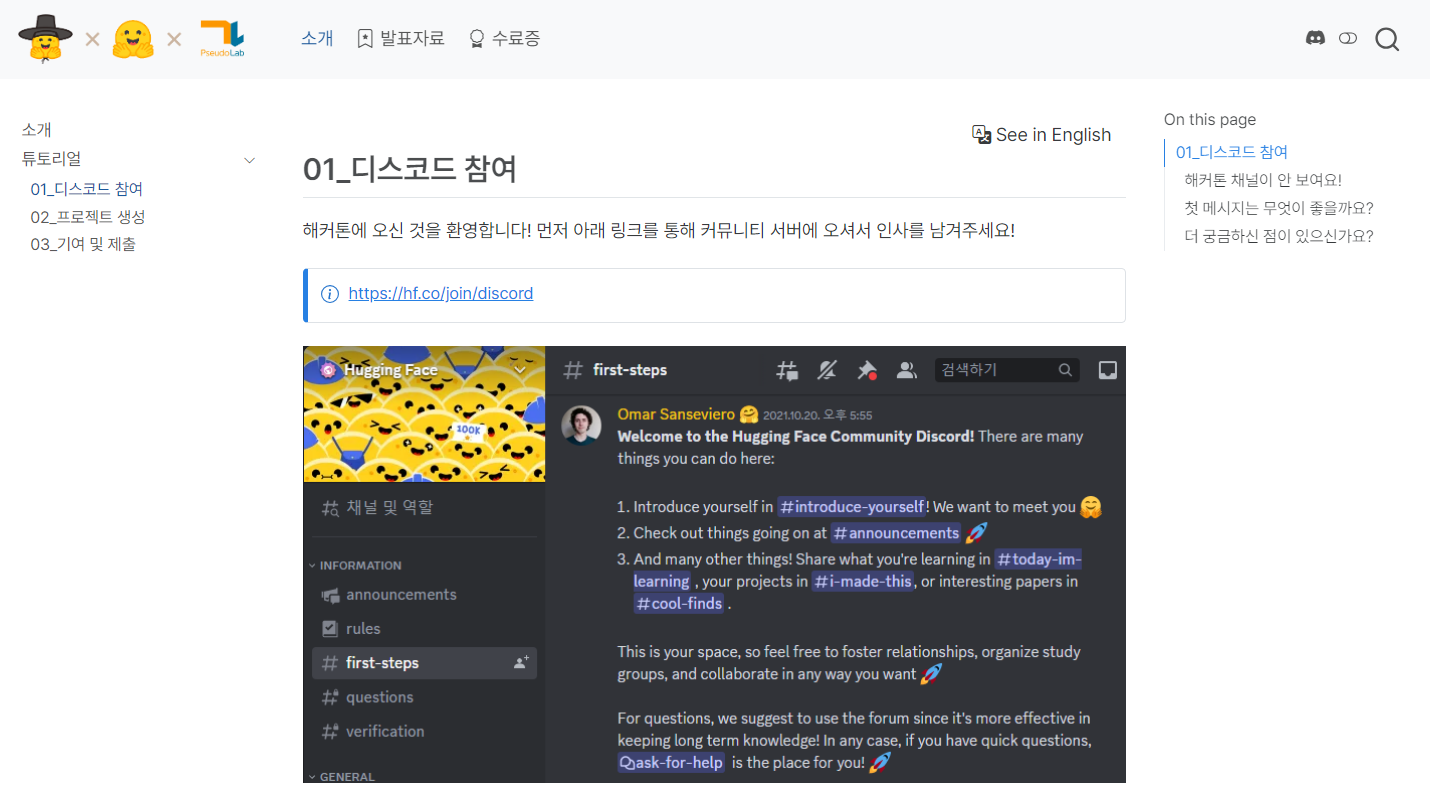 PseudoLab
소개
발표자료
수료증
소개
튜토리얼
01_디스코드 참여
02_프로젝트 생성
03_기여 및 제출
See in English
01_디스코드 참여
해커톤에 오신 것을 환영합니다! 먼저 아래 링크를 통해 커뮤니티 서버에 오셔서 인사를 남겨주세요!
https://hf.co/join/discord
Hugging Face
100K
채널 및 역할
INFORMATION
announcements
rules
first-steps
questions
verification
GENERAL
first-steps
검색하기
Omar Sanseviero 🤗 2021.10.20. 오후 5:55
Welcome to the Hugging Face Community Discord! There are many
things you can do here:
1. Introduce yourself in #introduce-yourself! We want to meet you 🤗
2. Check out things going on at #announcements 🚀
3. And many other things! Share what you're learning in #today-im-
learning , your projects in #i-made-this, or interesting papers in
#cool-finds .
This is your space, so feel free to foster relationships, organize study
groups, and collaborate in any way you want 🚀
For questions, we suggest to use the forum since it's more effective in
keeping long term knowledge! In any case, if you have quick questions,
ask-for-help is the place for you! 🚀
On this page
01_디스코드 참여
해커톤 채널이 안 보여요!
첫 메시지는 무엇이 좋을까요?
더 궁금하신 점이 있으신가요?